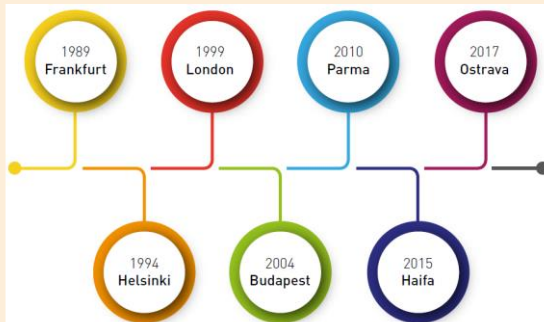 1989
Frankfurt
1999
London
2010
Parma
2017
Ostrava
1994
Helsinki
2004
Budapest
2015
Haifa